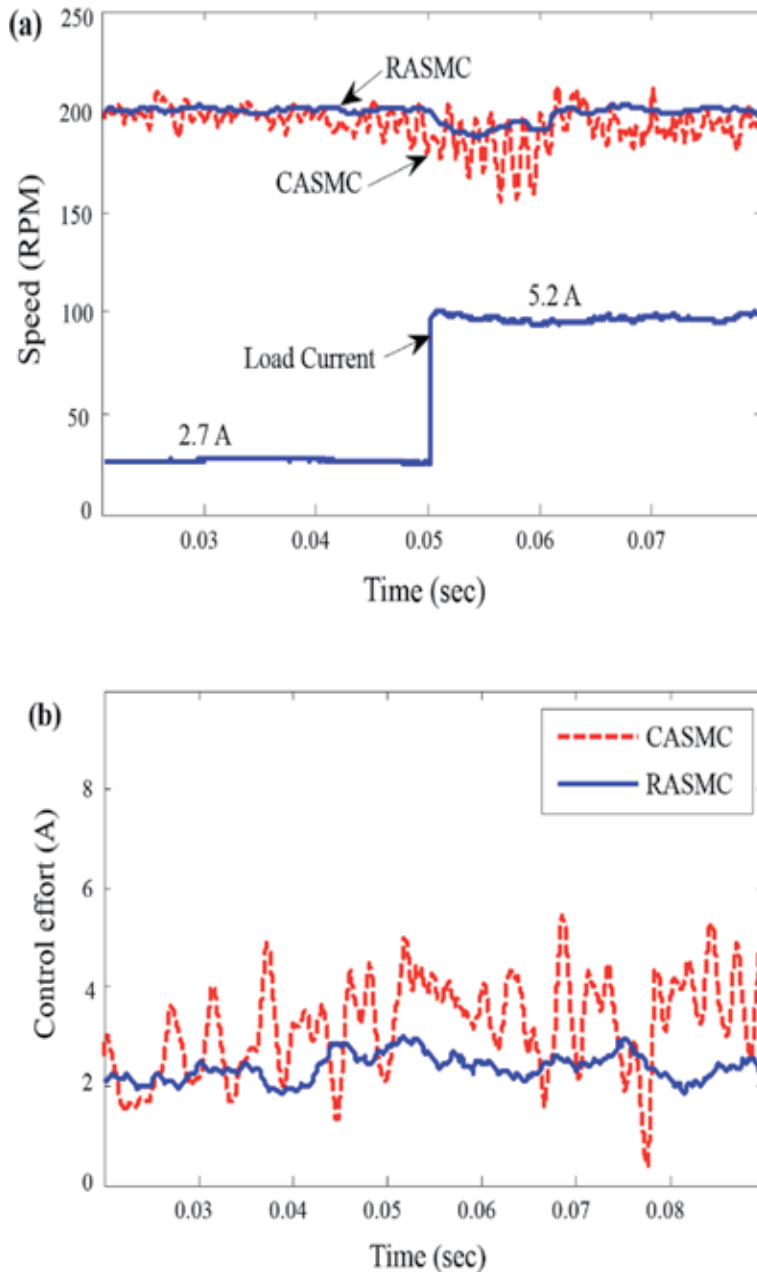 (a)
250
200
150
100
50
0
Speed (RPM)
RASMC
CASMC
5.2 A
Load Current
2.7 A
0.03 0.04 0.05 0.06 0.07
Time (sec)
(b)
CASMC
RASMC
8
6
4
2
0
Control effort (A)
0.03 0.04 0.05 0.06 0.07 0.08
Time (sec)